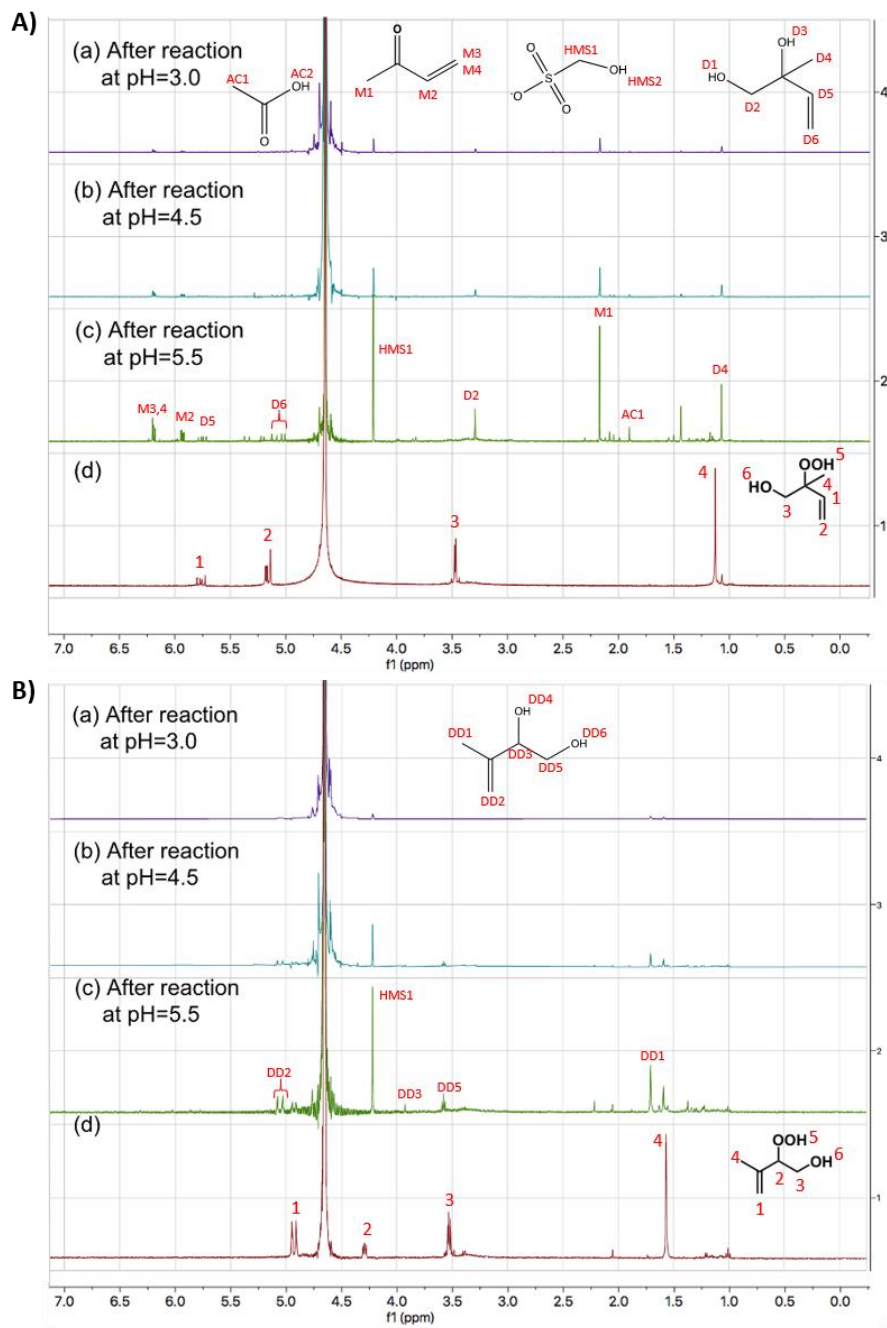 A)
(a) After reaction
at pH=3.0
AC1
AC2
OH
O
O
M3
M4
M1
M2
HMS1
O
S
OH
HMS2
-O
O
D3
OH
D4
D1
HO
D5
D2
D6
4
(b) After reaction
at pH=4.5
3
(c) After reaction
at pH=5.5
M1
HMS1
D4
D2
2
M3,4
M2
D5
D6
AC1
(d)
OOH 5
6
HO
4
1
3
2
1
2
3
4
1
7.0 6.5 6.0 5.5 5.0 4.5 4.0 3.5 3.0 2.5 2.0 1.5 1.0 0.5 0.0
f1 (ppm)
B)
(a) After reaction
at pH=3.0
DD4
OH
DD1
DD6
OH
DD3
DD5
DD2
4
(b) After reaction
at pH=4.5
3
(c) After reaction
at pH=5.5
HMS1
DD2
DD3
DD5
DD1
2
(d)
OOH 5
4
OH 6
2
3
1
1
2
3
4
1
7.0 6.5 6.0 5.5 5.0 4.5 4.0 3.5 3.0 2.5 2.0 1.5 1.0 0.5 0.0
f1 (ppm)